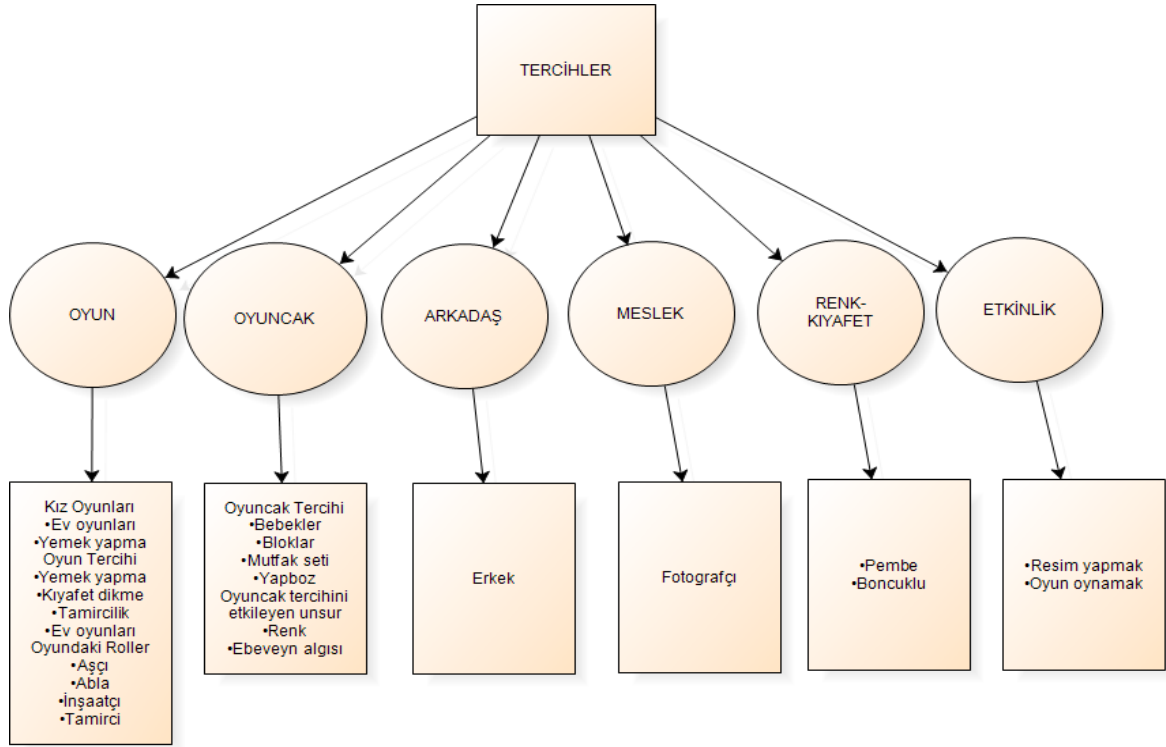 TERCİHLER
OYUN
OYUNCAK
ARKADAŞ
MESLEK
RENK-
KIYAFET
ETKİNLİK
Kız Oyunları
•Ev oyunları
•Yemek yapma
Oyun Tercihi
•Yemek yapma
•Kıyafet dikme
•Tamircilik
•Ev oyunları
Oyundaki Roller
•Aşçı
•Abla
•İnşaatçı
•Tamirci
Oyuncak Tercihi
•Bebekler
•Bloklar
•Mutfak seti
•Yapboz
Oyuncak tercihini
etkileyen unsur
•Renk
•Ebeveyn algısı
Erkek
Fotografçı
•Pembe
•Boncuklu
•Resim yapmak
•Oyun oynamak